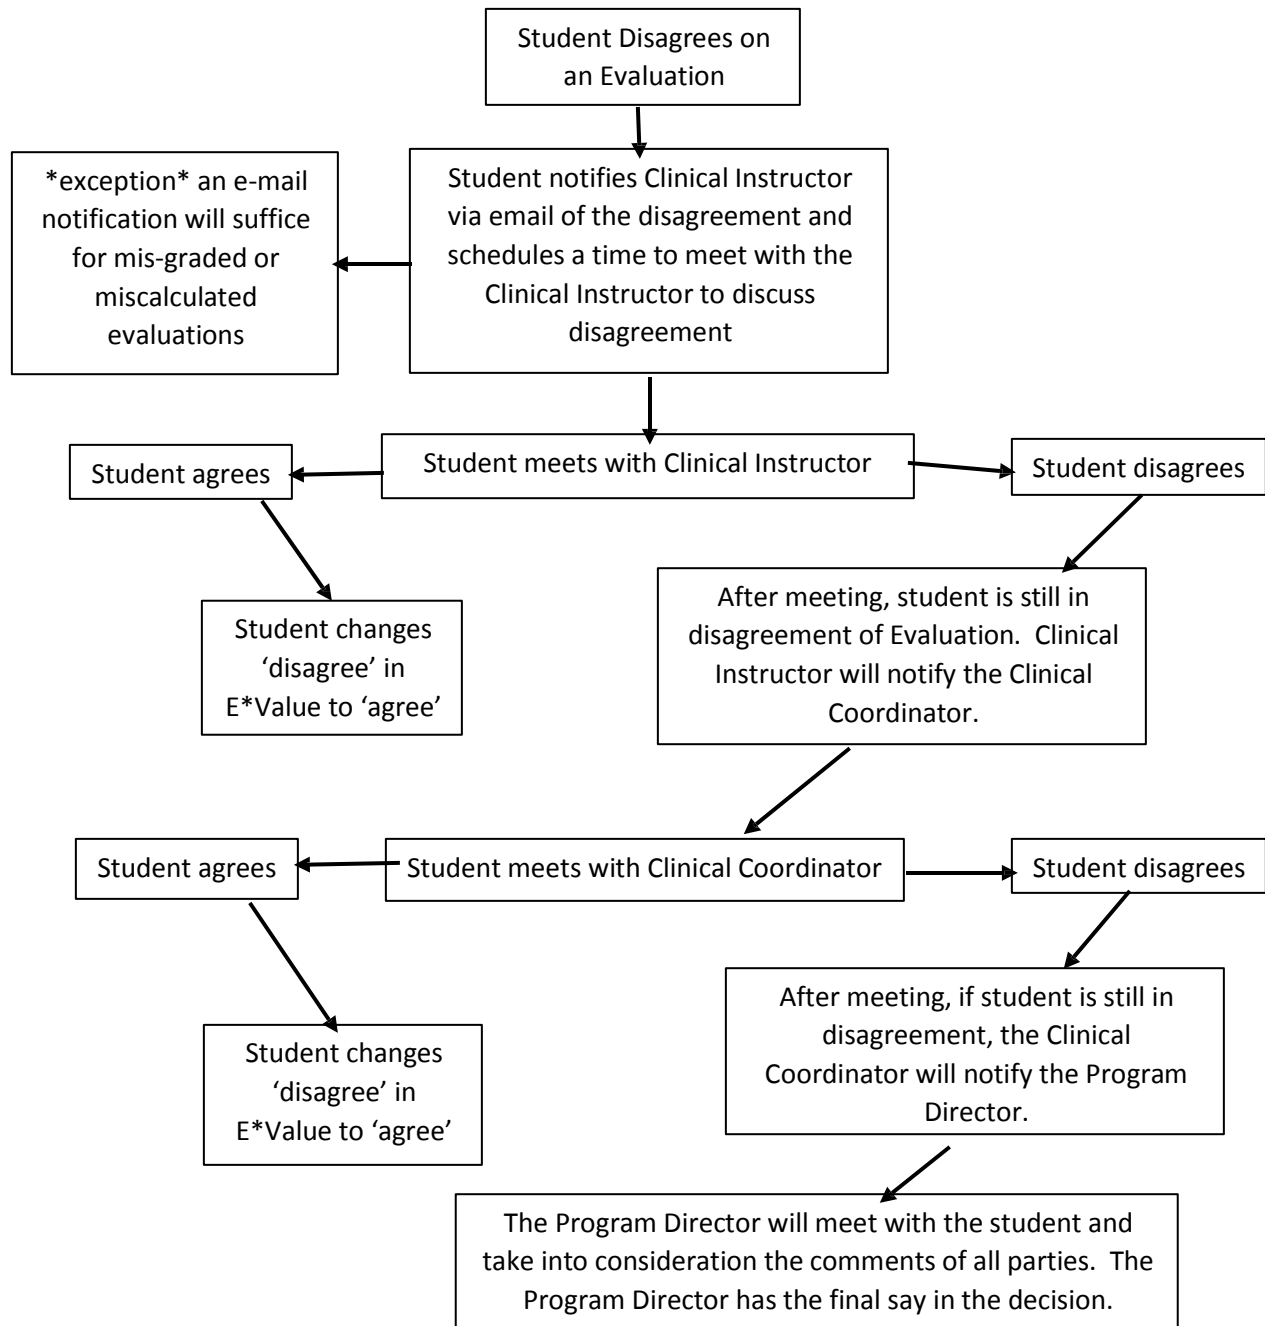 Student Disagrees on
an Evaluation
*exception* an e-mail
notification will suffice
for mis-graded or
miscalculated
evaluations
Student notifies Clinical Instructor
via email of the disagreement and
schedules a time to meet with the
Clinical Instructor to discuss
disagreement
Student agrees
Student meets with Clinical Instructor
Student disagrees
Student changes
‘disagree’ in
E*Value to ‘agree’
After meeting, student is still in
disagreement of Evaluation.  Clinical
Instructor will notify the Clinical
Coordinator.
Student agrees
Student meets with Clinical Coordinator
Student disagrees
Student changes
‘disagree’ in
E*Value to ‘agree’
After meeting, if student is still in
disagreement, the Clinical
Coordinator will notify the Program
Director.
The Program Director will meet with the student and
take into consideration the comments of all parties.  The
Program Director has the final say in the decision.